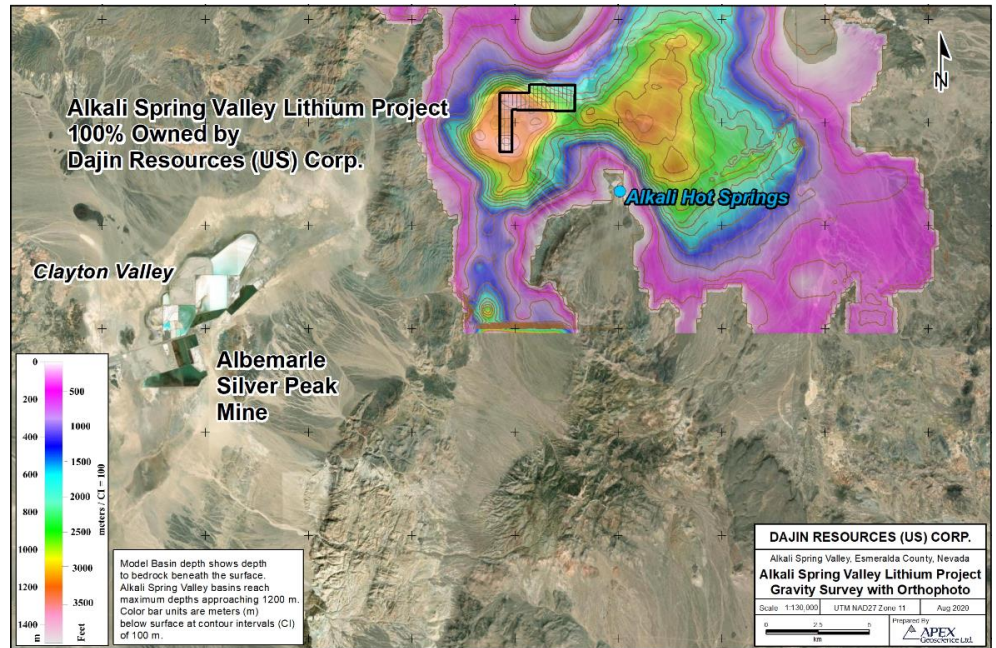 Alkali Spring Valley Lithium Project
100% Owned by
Dajin Resources (US) Corp.
N
Alkali Hot Springs
Clayton Valley
Albemarle
Silver Peak
Mine
0
200
400
600
800
1000
1200
1400
m
500
1000
1500
2000
2500
3000
3500
Feet
meters / CI = 100
Model Basin depth shows depth
to bedrock beneath the surface.
Alkali Spring Valley basins reach
maximum depths approaching 1200 m.
Color bar units are meters (m)
below surface at contour intervals (CI)
of 100 m.
DAJIN RESOURCES (US) CORP.
Alkali Spring Valley, Esmeralda County, Nevada
Alkali Spring Valley Lithium Project
Gravity Survey with Orthophoto
Scale 1:130,000 UTM NAD27 Zone 11 Aug 2020
0 2.5 5
km
Prepared By
APEX
Geoscience Ltd.